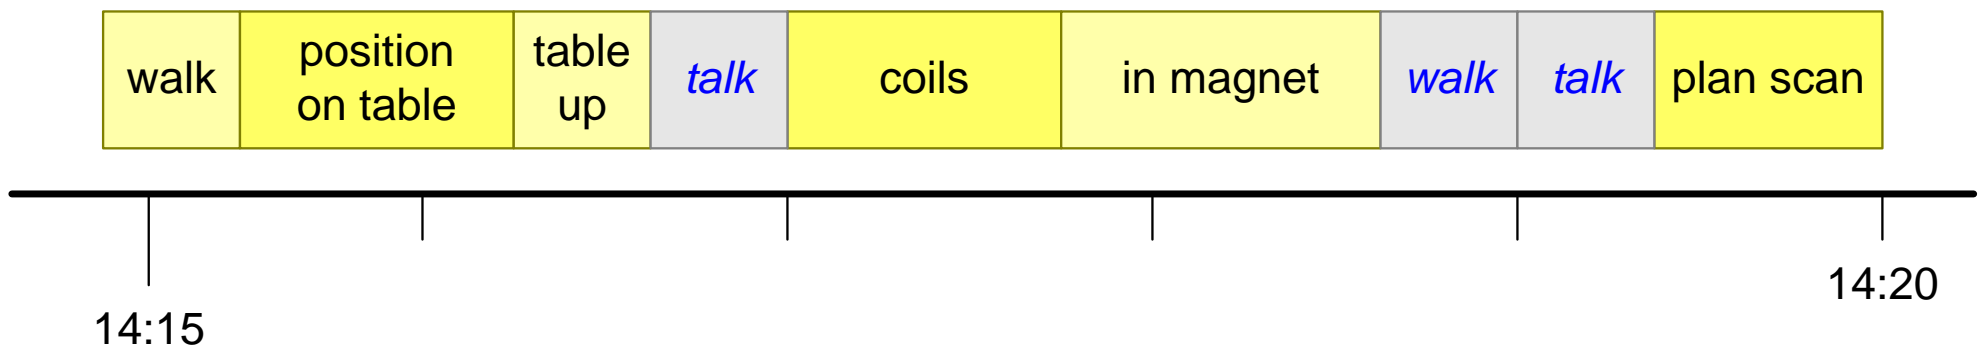 walk
position
on table
table
up
talk
coils
in magnet
walk
talk
plan scan
14:15
14:20